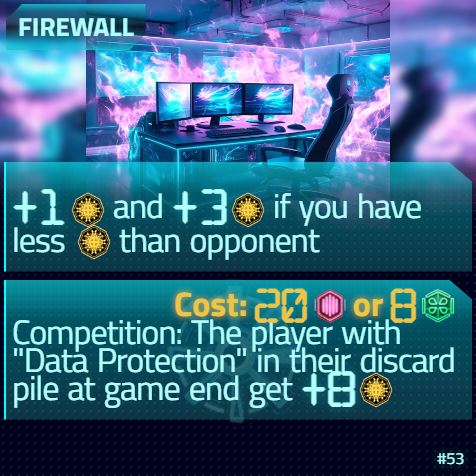 FIREWALL
+1 and +3 if you have
less than opponent
Cost: 20 or 8
Competition: The player with
"Data Protection" in their discard
pile at game end get +8
#53